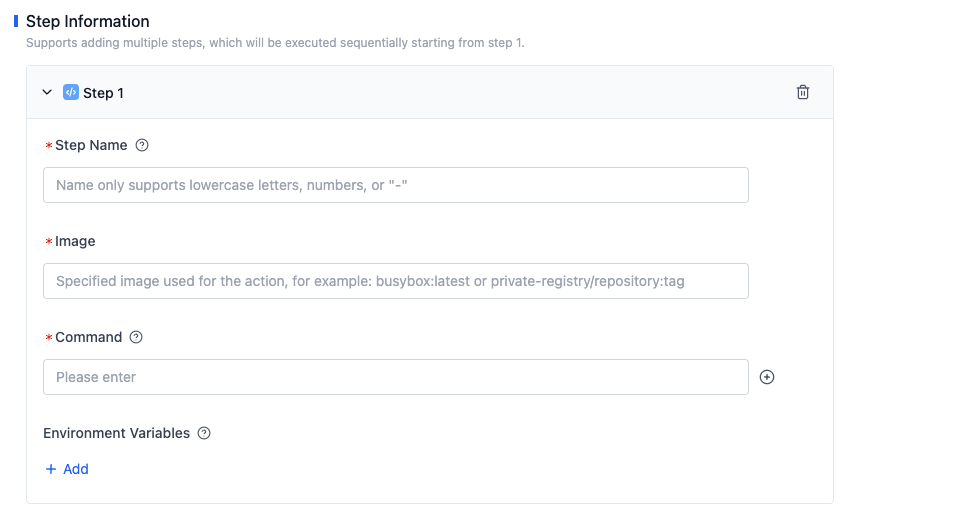 Step Information
Supports adding multiple steps, which will be executed sequentially starting from step 1.
</> Step 1
* Step Name ?
Name only supports lowercase letters, numbers, or "-"
* Image
Specified image used for the action, for example: busybox:latest or private-registry/repository:tag
* Command ?
Please enter
Environment Variables ?
+ Add